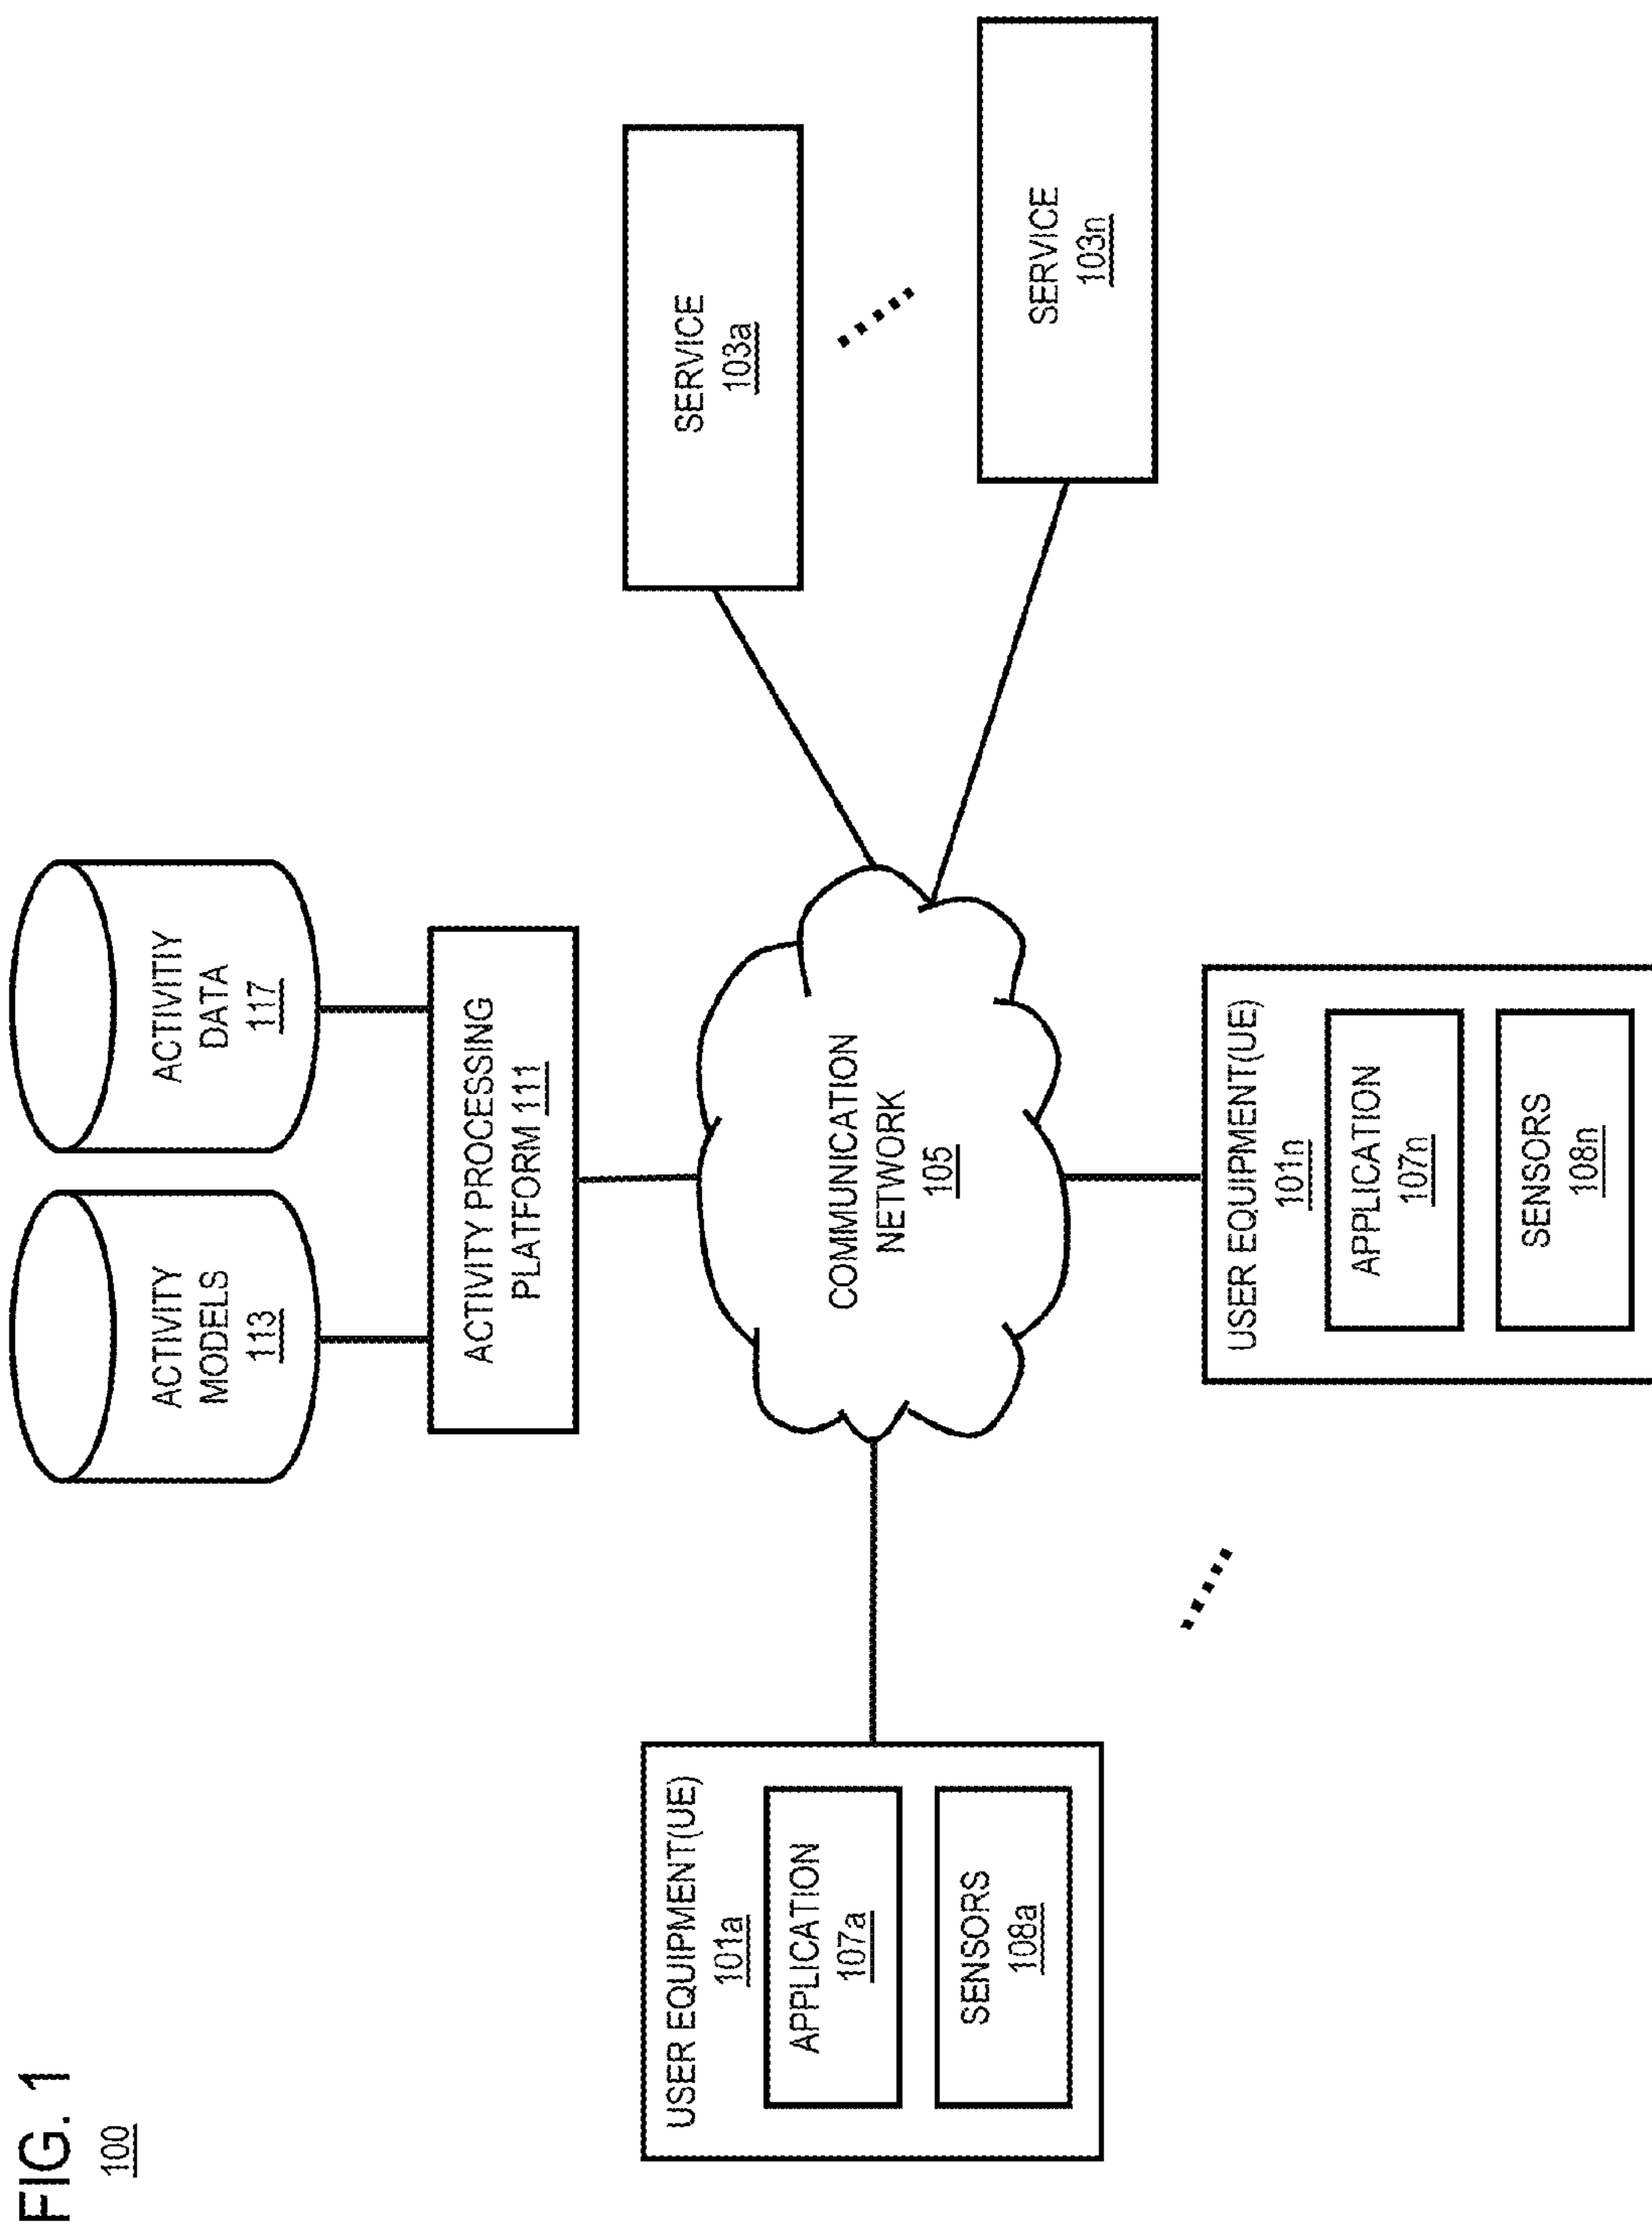 FIG. 1
100
ACTIVITY
MODELS
113
ACTIVITIY
DATA
117
ACTIVITY PROCESSING
PLATFORM 111
USER EQUIPMENT(UE)
101a
APPLICATION
107a
SENSORS
108a
COMMUNICATION
NETWORK
105
SERVICE
103a
SERVICE
103n
USER EQUIPMENT(UE)
101n
APPLICATION
107n
SENSORS
108n